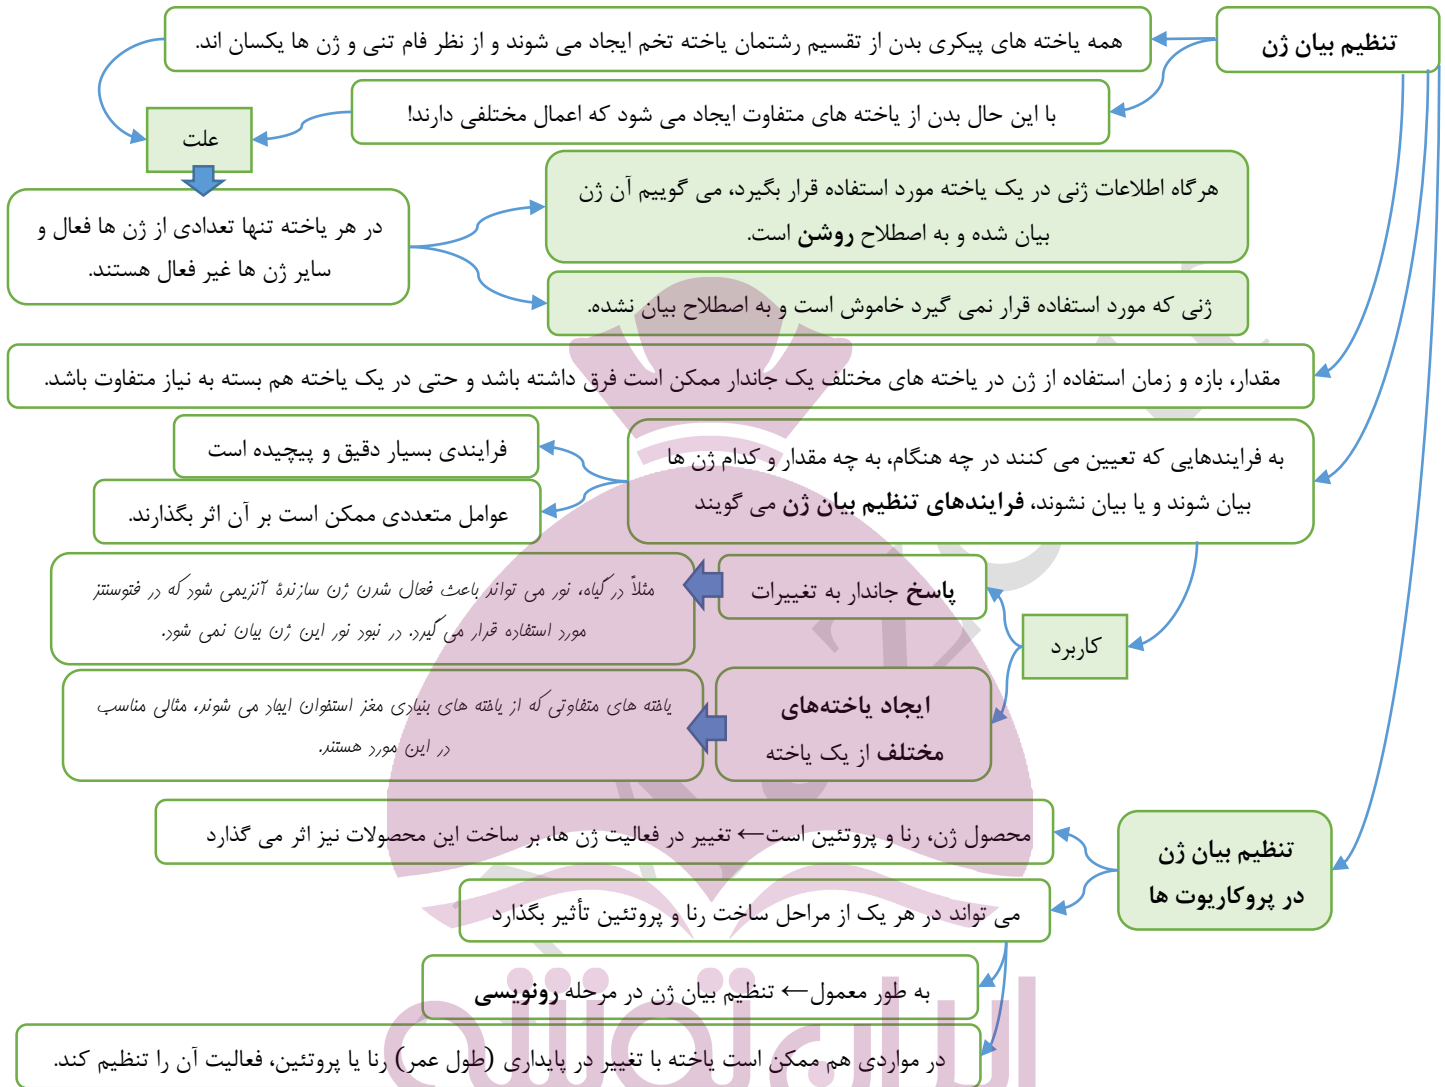 تنظیم بیان ژن
همه یاخته های پیکری بدن از تقسیم رشتمان یاخته تخم ایجاد می شوند و از نظر فام تنی و ژن ها یکسان اند.
با این حال بدن از یاخته های متفاوت ایجاد می شود که اعمال مختلفی دارند!
علت
در هر یاخته تنها تعدادی از ژن ها فعال و
سایر ژن ها غیر فعال هستند.
هرگاه اطلاعات ژنی در یک یاخته مورد استفاده قرار بگیرد، می گوییم آن ژن
بیان شده و به اصطلاح روشن است.
ژنی که مورد استفاده قرار نمی گیرد خاموش است و به اصطلاح بیان نشده.
مقدار، بازه و زمان استفاده از ژن در یاخته های مختلف یک جاندار ممکن است فرق داشته باشد و حتی در یک یاخته هم بسته به نیاز متفاوت باشد.
به فرایندهایی که تعیین می کنند در چه هنگام، به چه مقدار و کدام ژن ها
بیان شوند و یا بیان نشوند، فرایندهای تنظیم بیان ژن می گویند
فرایندی بسیار دقیق و پیچیده است
عوامل متعددی ممکن است بر آن اثر بگذارند.
کاربرد
پاسخ جاندار به تغییرات
مثلاً در گیاه، نور می تواند باعث فعال شدن ژن سازندهٔ آنزیمی شود که در فتوسنتز
مورد استفاده قرار می گیرد. در نبود نور این ژن بیان نمی شود.
ایجاد یاخته‌های
مختلف از یک یاخته
یافته های متفاوتی که از یافته های بنیادی مغز استفوان ایجاد می شوند، مثالی مناسب
در این مورد هستند.
تنظیم بیان ژن
در پروکاریوت ها
محصول ژن، رنا و پروتئین است← تغییر در فعالیت ژن ها، بر ساخت این محصولات نیز اثر می گذارد
می تواند در هر یک از مراحل ساخت رنا و پروتئین تأثیر بگذارد
به طور معمول← تنظیم بیان ژن در مرحله رونویسی
در مواردی هم ممکن است یاخته با تغییر در پایداری (طول عمر) رنا یا پروتئین، فعالیت آن را تنظیم کند.